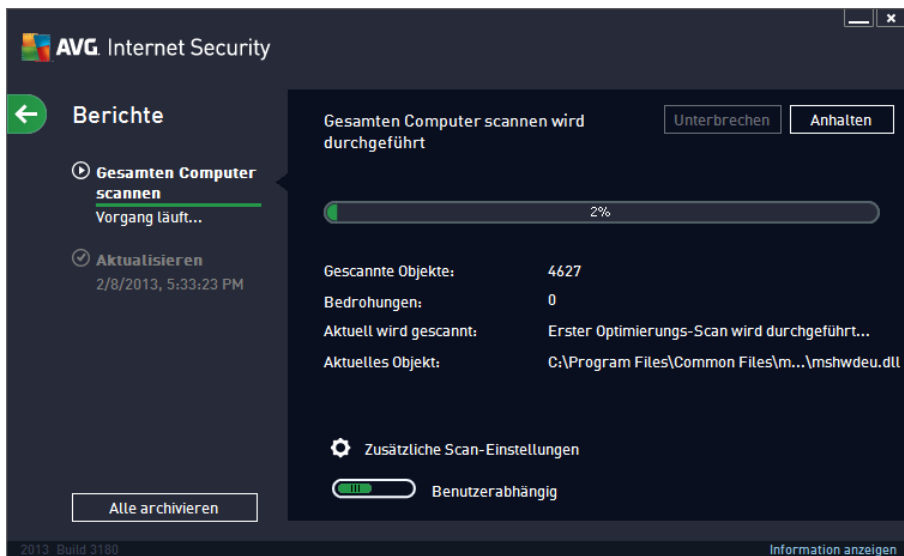 AVG. Internet Security
Berichte
Gesamten Computer scannen
Vorgang läuft...
Aktualisieren
2/8/2013, 5:33:23 PM
Alle archivieren
Gesamten Computer scannen wird
durchgeführt
Unterbrechen
Anhalten
2%
Gescannte Objekte: 4627
Bedrohungen: 0
Aktuell wird gescannt: Erster Optimierungs-Scan wird durchgeführt...
Aktuelles Objekt: C:\Program Files\Common Files\m...\mshwdeu.dll
Zusätzliche Scan-Einstellungen
Benutzerabhängig
2013 Build 3180
Information anzeigen